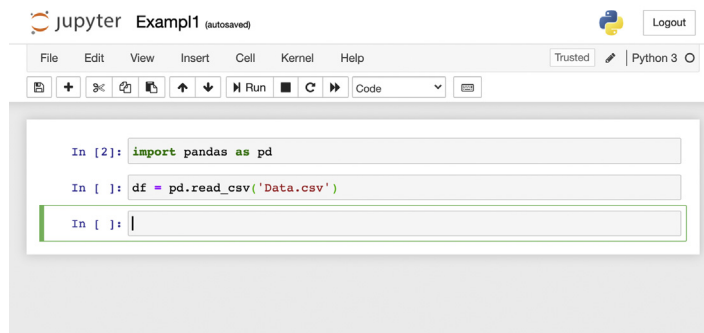 jupyter Exampl1 (autosaved) Logout
File Edit View Insert Cell Kernel Help Trusted Python 3
Run Code
In [2]: import pandas as pd
In [ ]: df = pd.read_csv('Data.csv')
In [ ]: